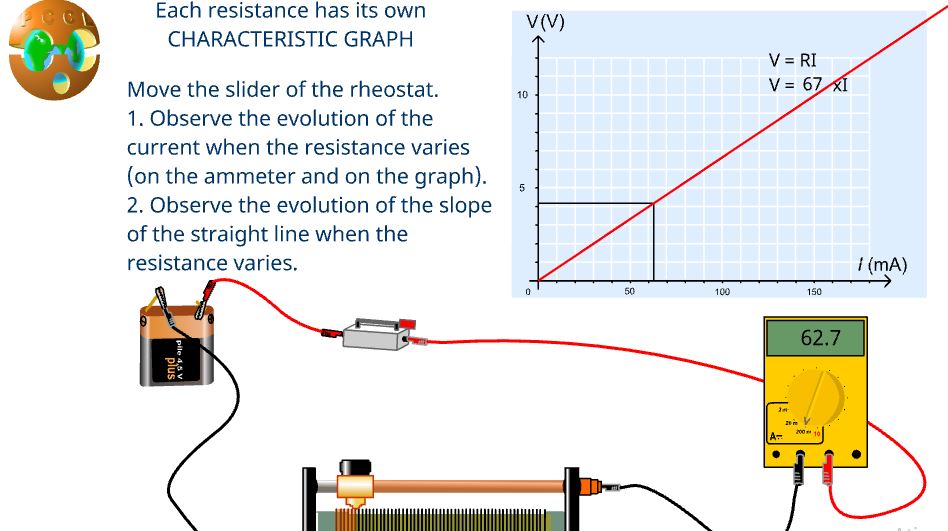 PCCL
Each resistance has its own
CHARACTERISTIC GRAPH
Move the slider of the rheostat.
1. Observe the evolution of the
current when the resistance varies
(on the ammeter and on the graph).
2. Observe the evolution of the slope
of the straight line when the
resistance varies.
V (V)
V = RI
V = 67 xI
10
5
I (mA)
0 50 100 150
pile 4,5 V
plus
62.7
2 m
20 m
200 m 10
A